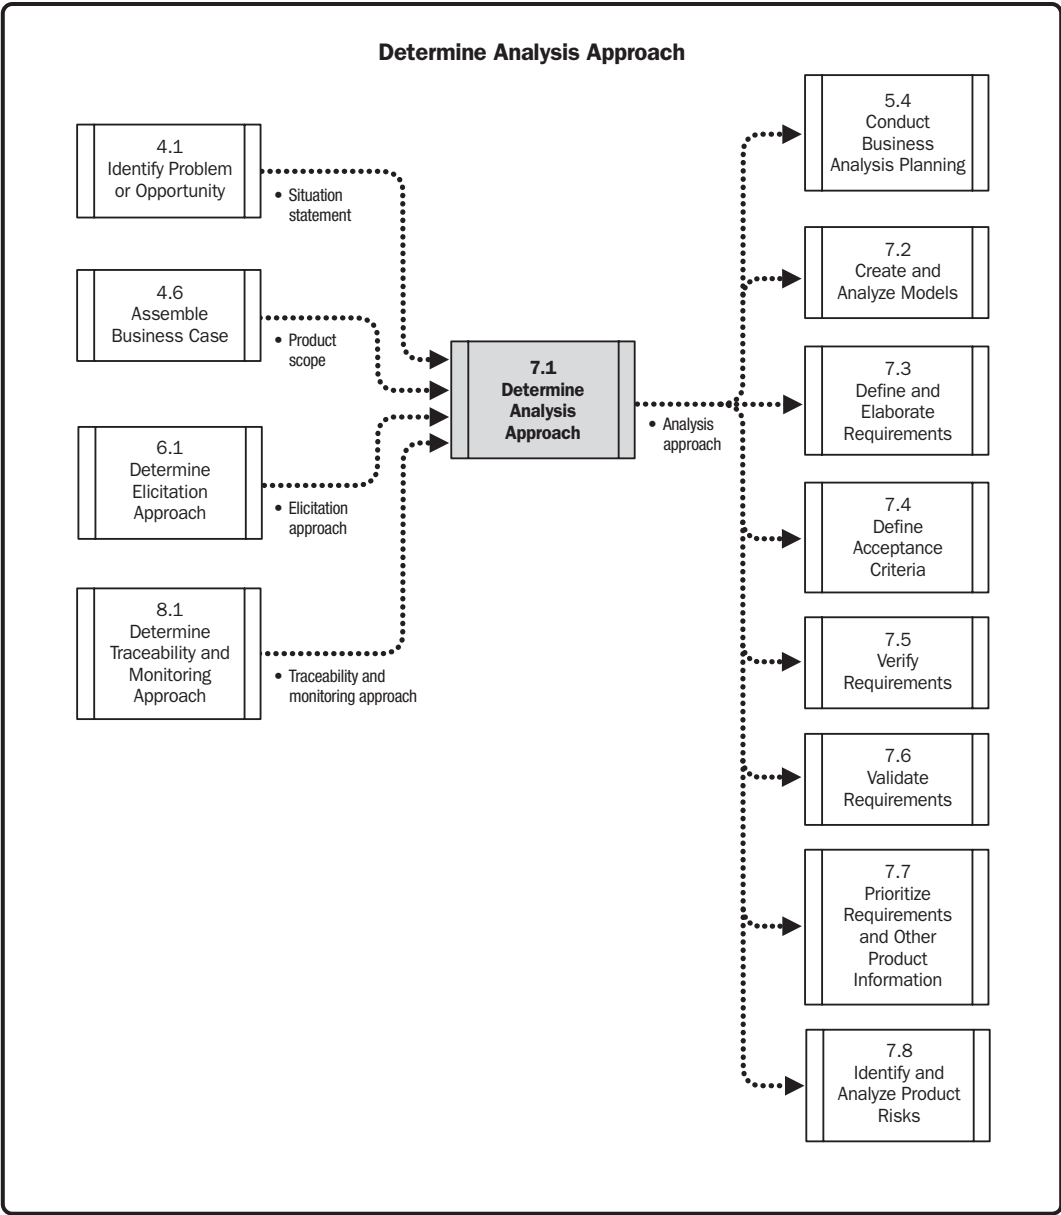 Determine Analysis Approach
4.1
Identify Problem
or Opportunity
• Situation
statement
4.6
Assemble
Business Case
• Product
scope
6.1
Determine
Elicitation
Approach
• Elicitation
approach
8.1
Determine
Traceability and
Monitoring
Approach
• Traceability and
monitoring approach
7.1
Determine
Analysis
Approach
• Analysis
approach
5.4
Conduct
Business
Analysis Planning
7.2
Create and
Analyze Models
7.3
Define and
Elaborate
Requirements
7.4
Define
Acceptance
Criteria
7.5
Verify
Requirements
7.6
Validate
Requirements
7.7
Prioritize
Requirements
and Other
Product
Information
7.8
Identify and
Analyze Product
Risks